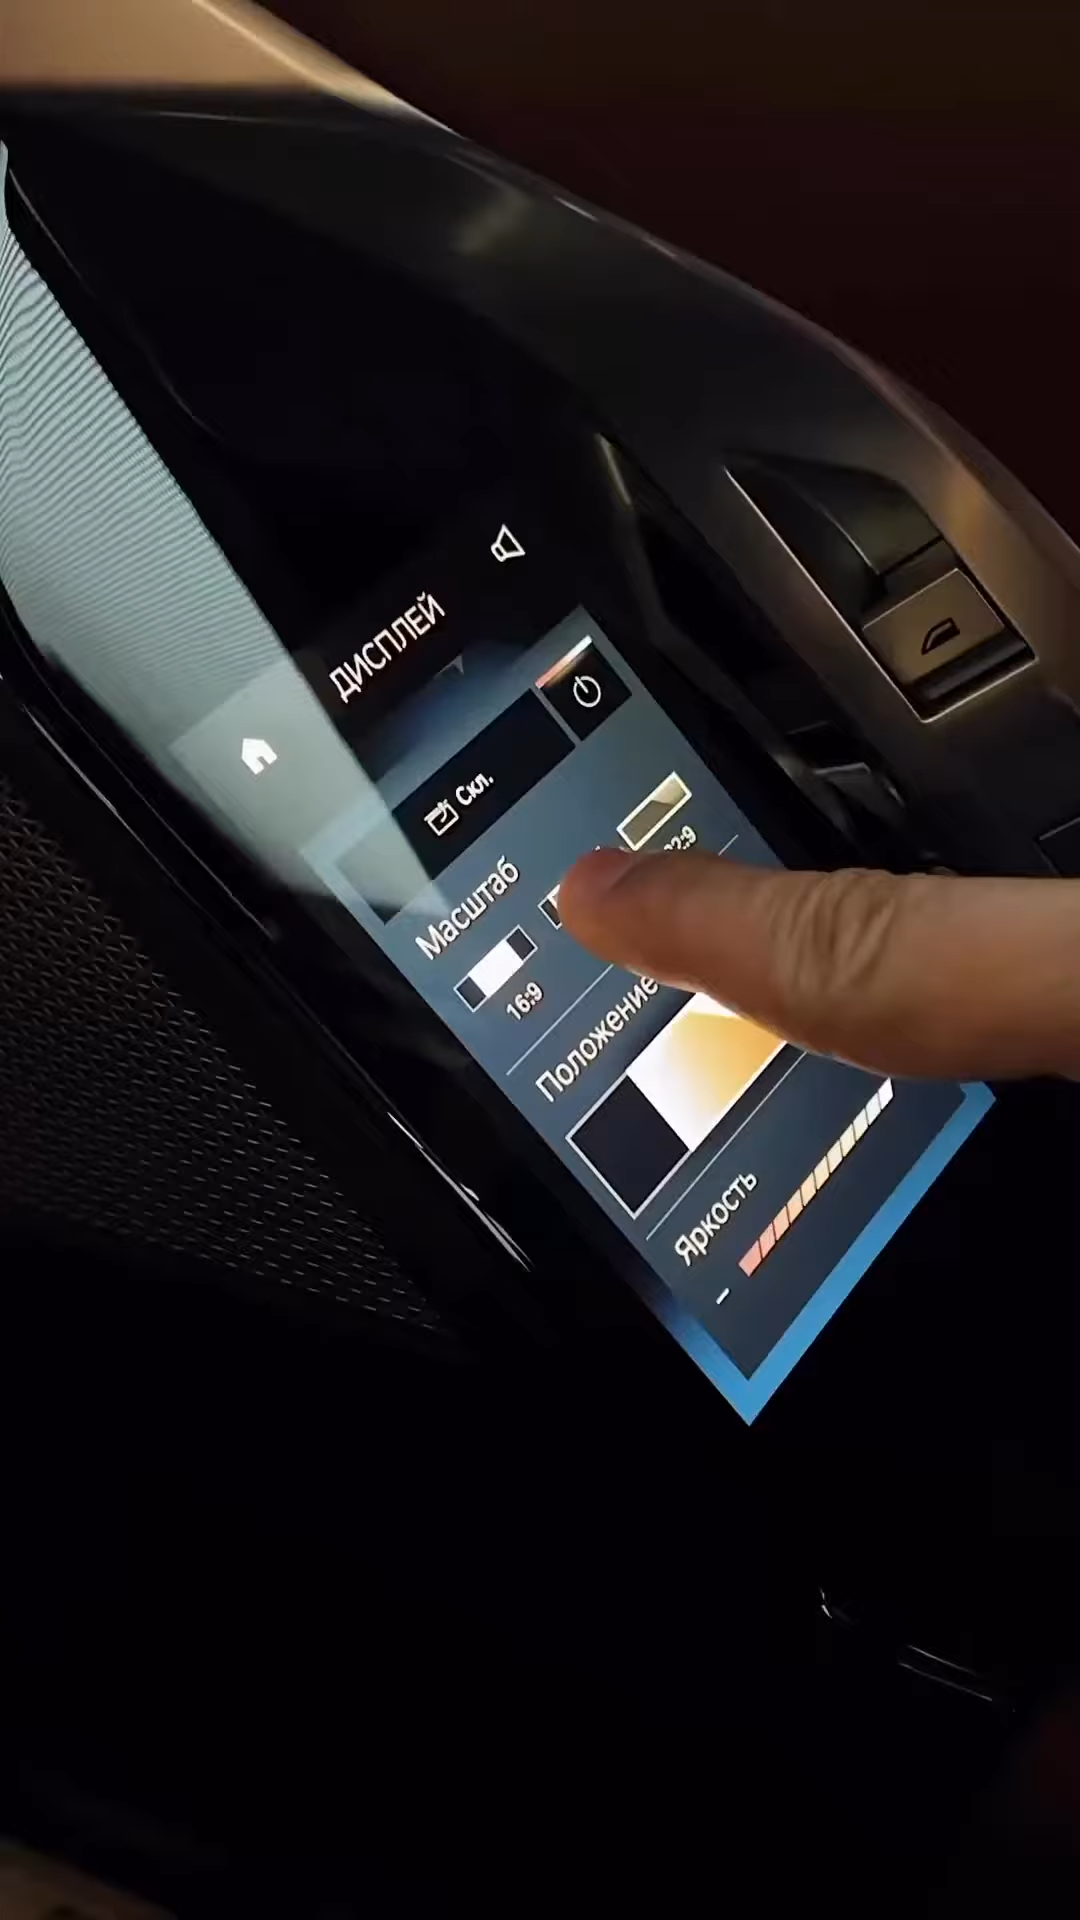 ДИСПЛЕЙ
Скл.
Масштаб
16:9
Положение
Яркость